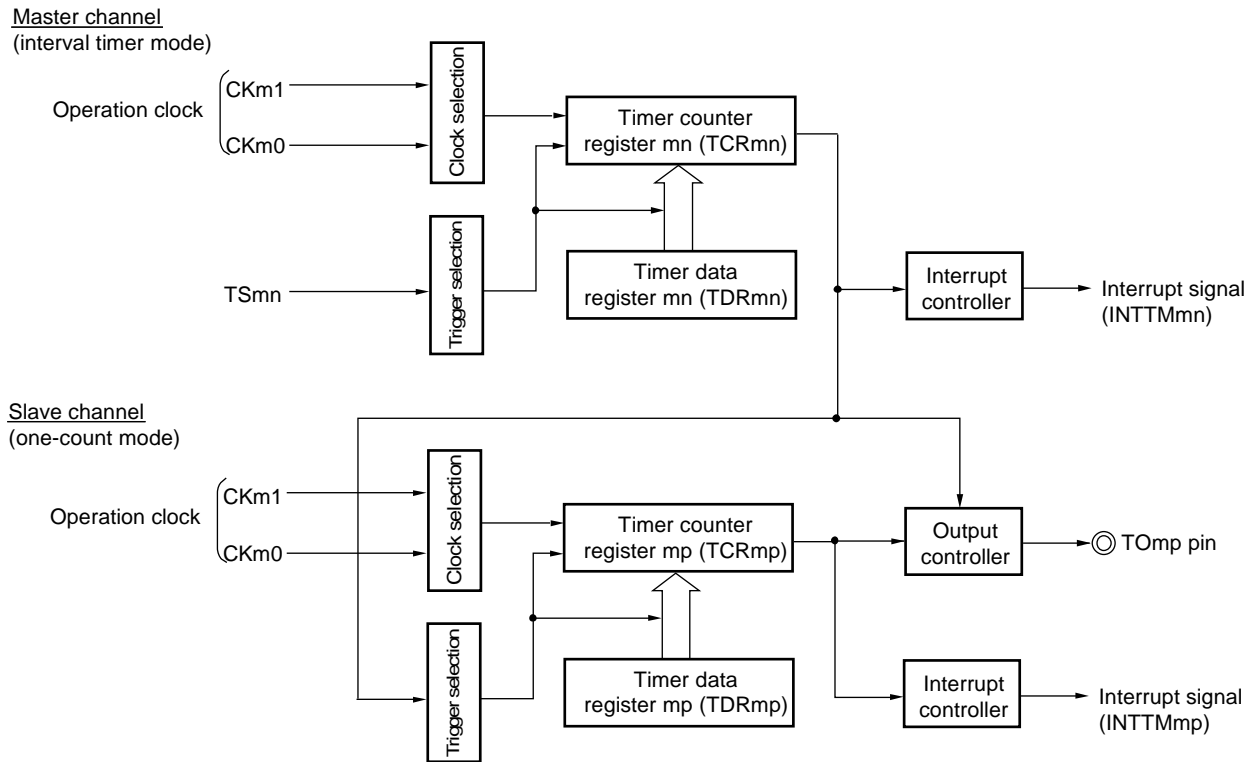 Master channel
(interval timer mode)
Operation clock
CKm1
CKm0
Clock selection
Timer counter
register mn (TCRmn)
TSmn
Trigger selection
Timer data
register mn (TDRmn)
Interrupt
controller
Interrupt signal
(INTTMmn)
Slave channel
(one-count mode)
Operation clock
CKm1
CKm0
Clock selection
Timer counter
register mp (TCRmp)
Output
controller
TOmp pin
Trigger selection
Timer data
register mp (TDRmp)
Interrupt
controller
Interrupt signal
(INTTMmp)